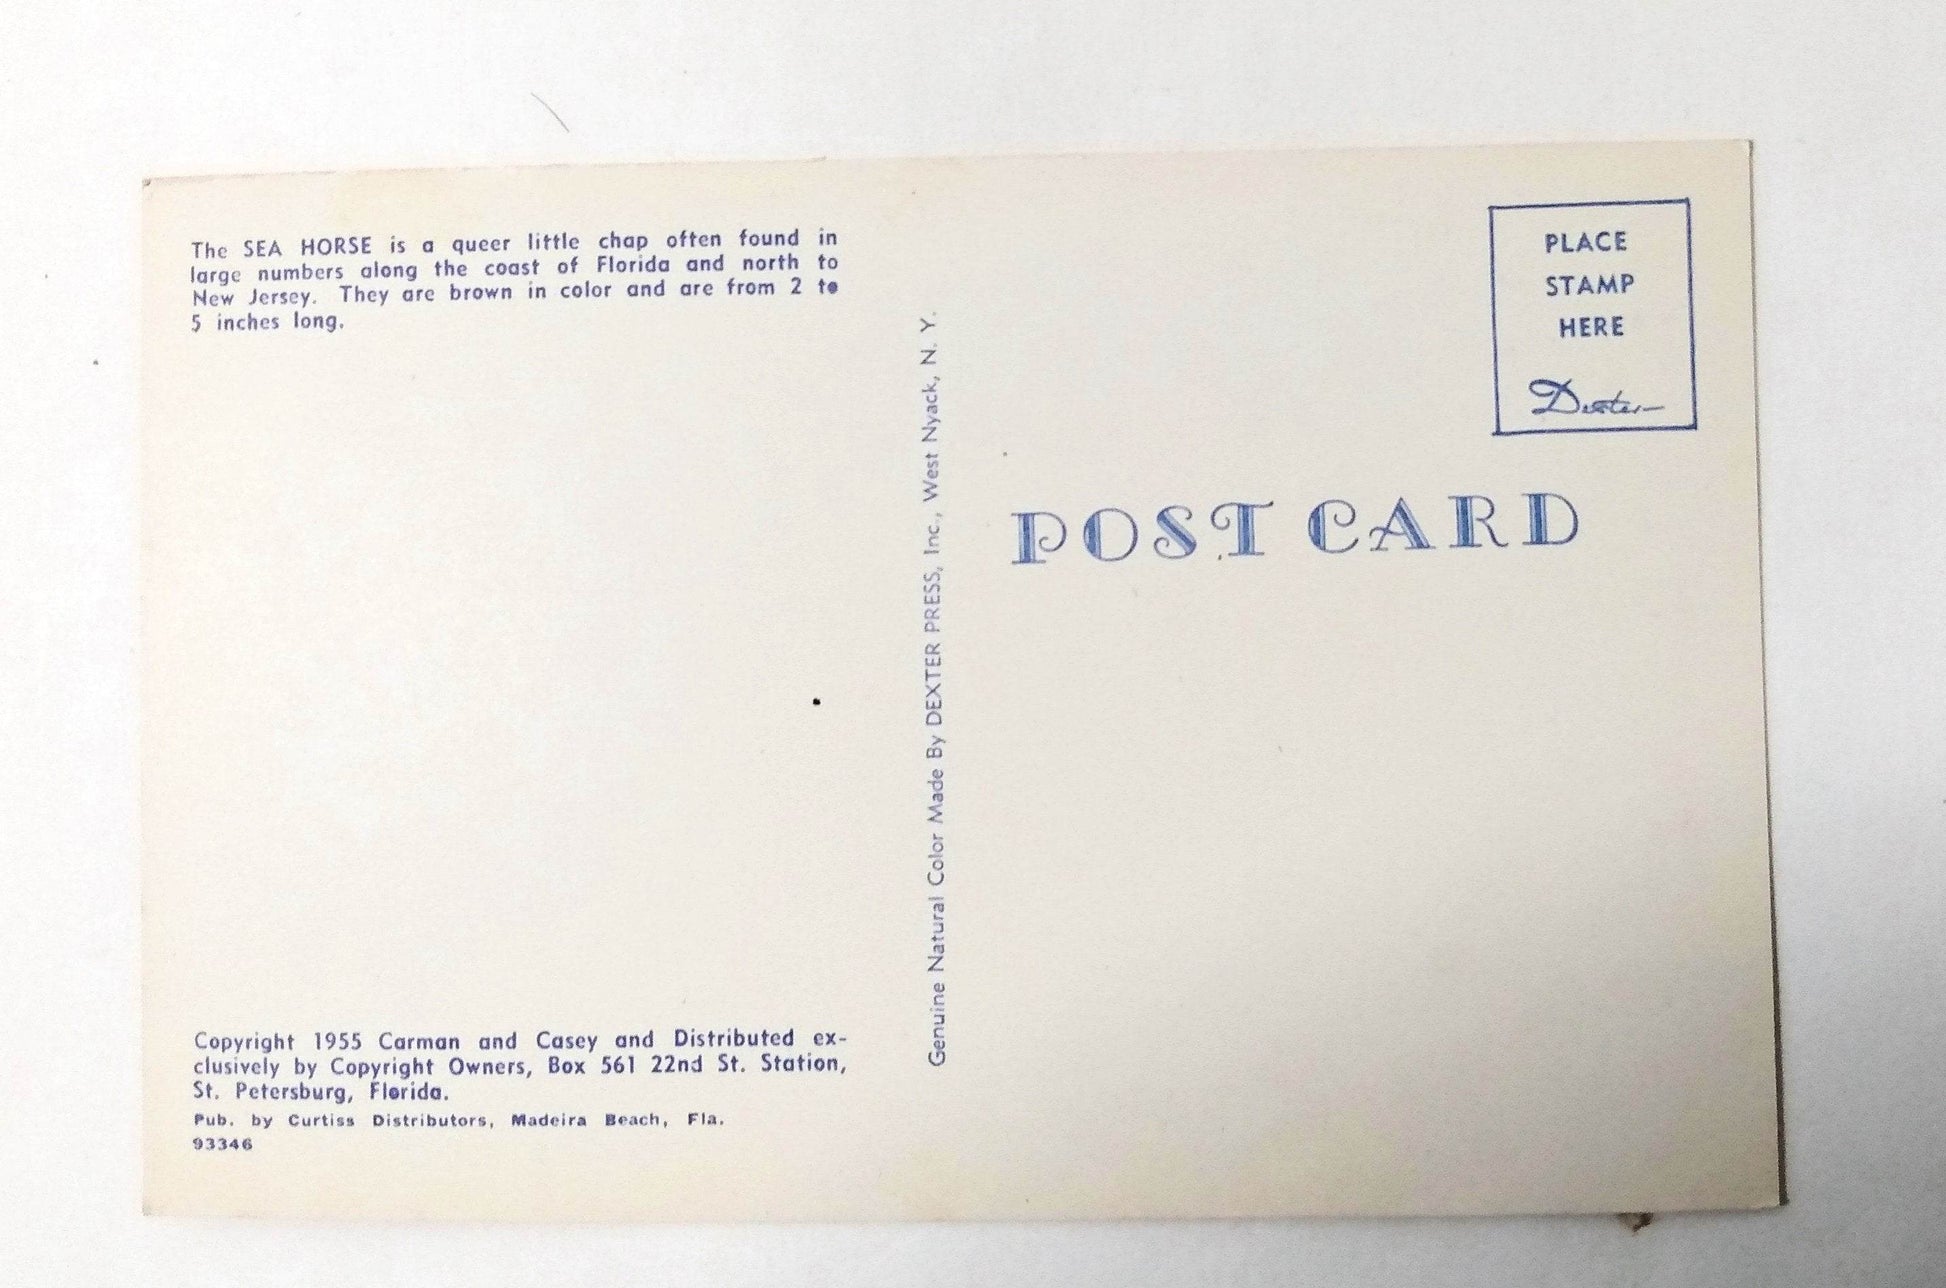 The SEA HORSE is a queer little chap often found in
large numbers along the coast of Florida and north to
New Jersey. They are brown in color and are from 2 to
5 inches long.
Copyright 1955 Carman and Casey and Distributed ex-
clusively by Copyright Owners, Box 561 22nd St. Station,
St. Petersburg, Florida.
Pub. by Curtiss Distributors, Madeira Beach, Fla.
93346
Genuine Natural Color Made By DEXTER PRESS, Inc., West Nyack, N. Y.
PLACE
STAMP
HERE
Dexter
POST CARD